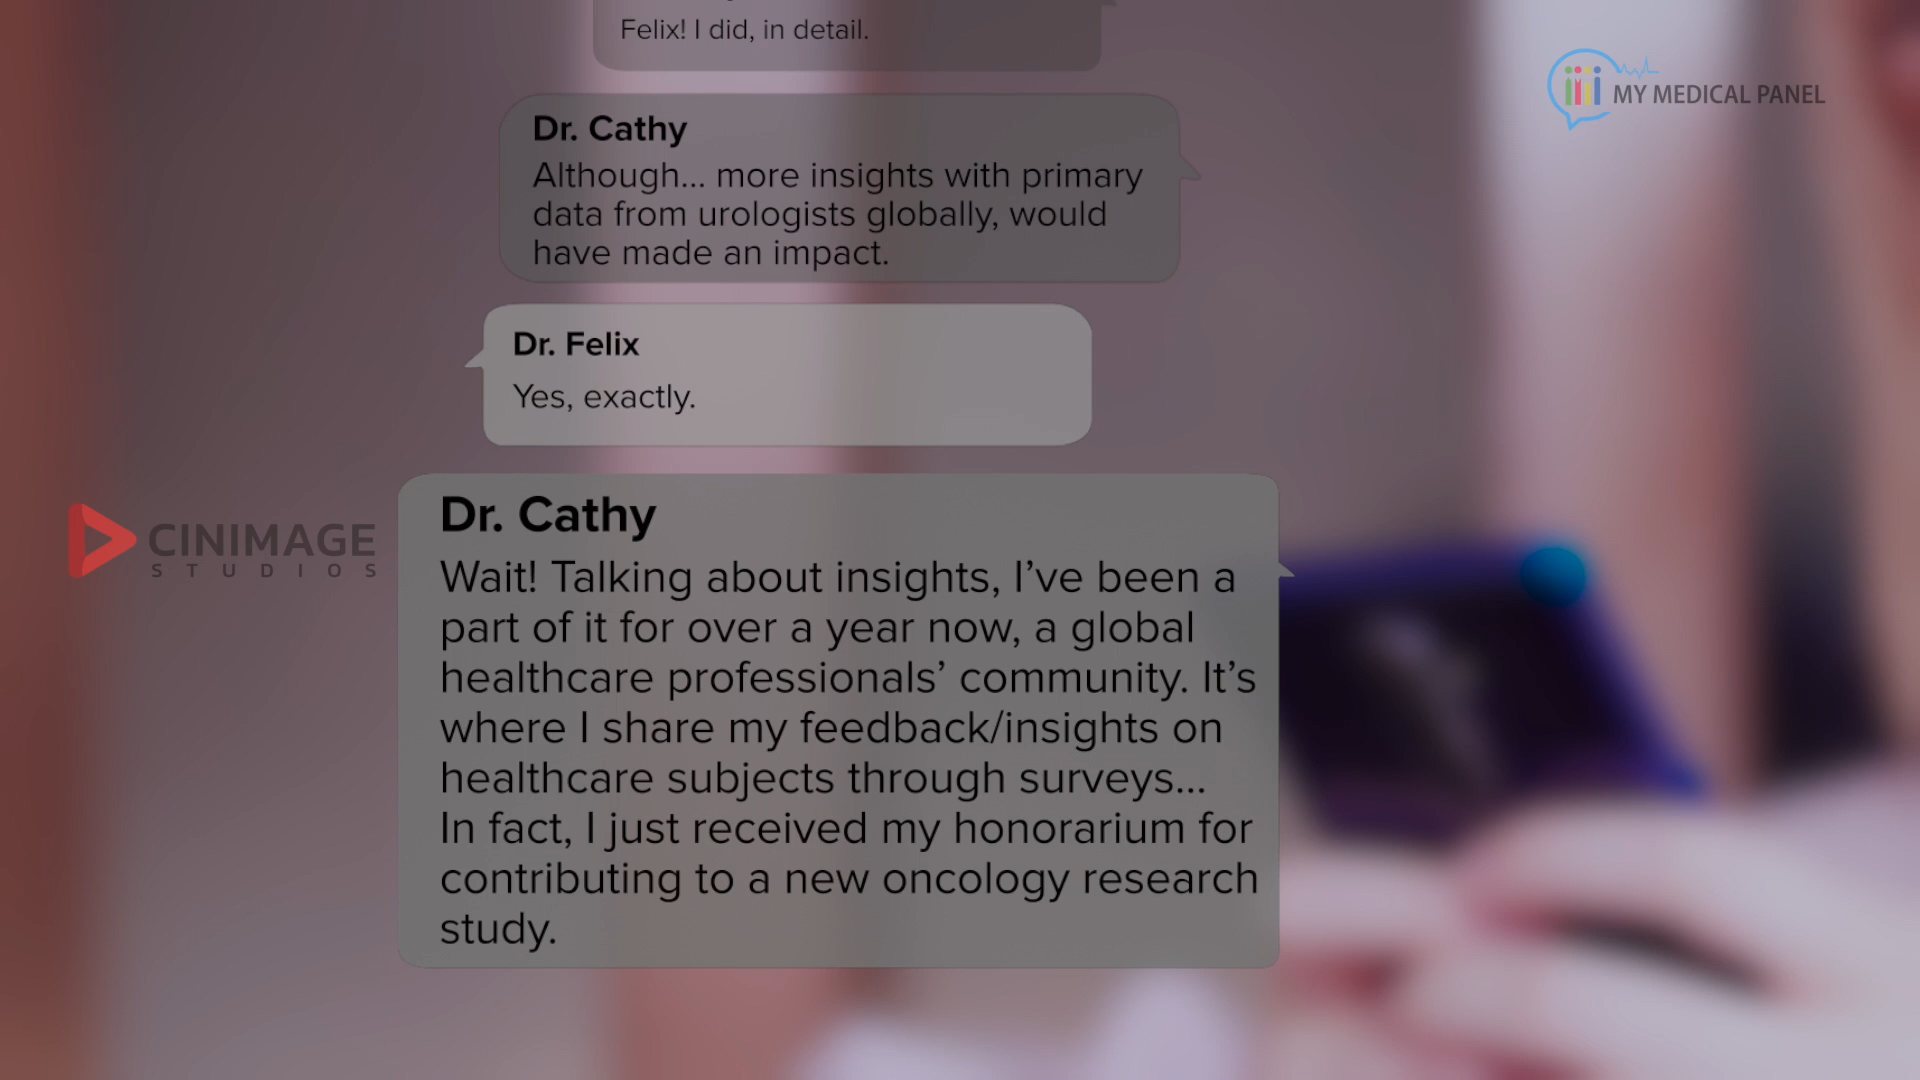 Felix! I did, in detail.
MY MEDICAL PANEL
Dr. Cathy
Although... more insights with primary
data from urologists globally, would
have made an impact.
Dr. Felix
Yes, exactly.
CINIMAGE
STUDIOS
Dr. Cathy
Wait! Talking about insights, I’ve been a
part of it for over a year now, a global
healthcare professionals’ community. It’s
where I share my feedback/insights on
healthcare subjects through surveys...
In fact, I just received my honorarium for
contributing to a new oncology research
study.